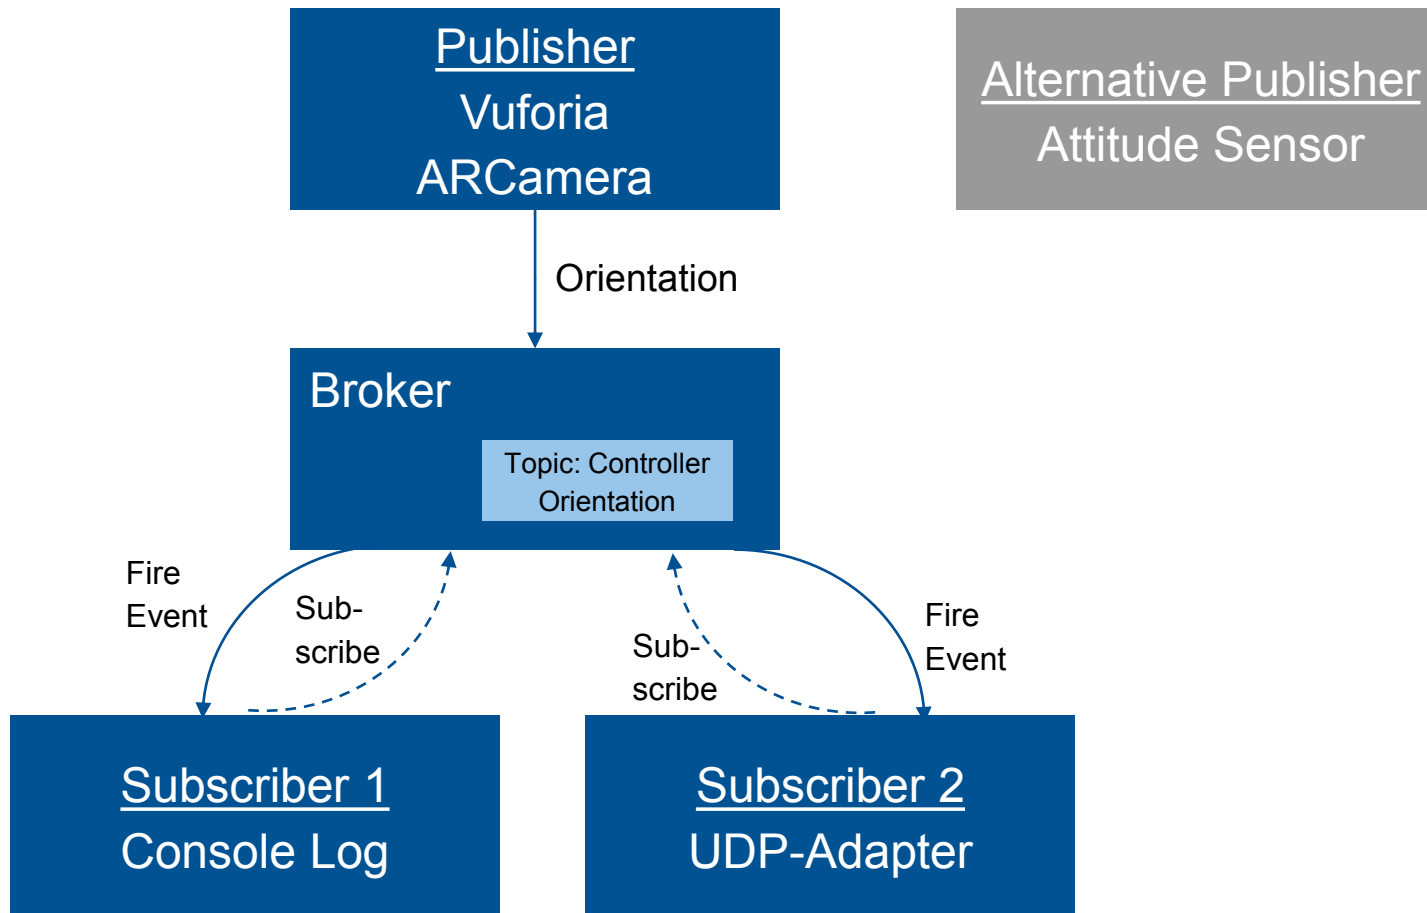 Publisher
Vuforia
ARCamera
Alternative Publisher
Attitude Sensor
Orientation
Broker
Topic: Controller
Orientation
Fire
Event
Sub-
scribe
Sub-
scribe
Fire
Event
Subscriber 1
Console Log
Subscriber 2
UDP-Adapter